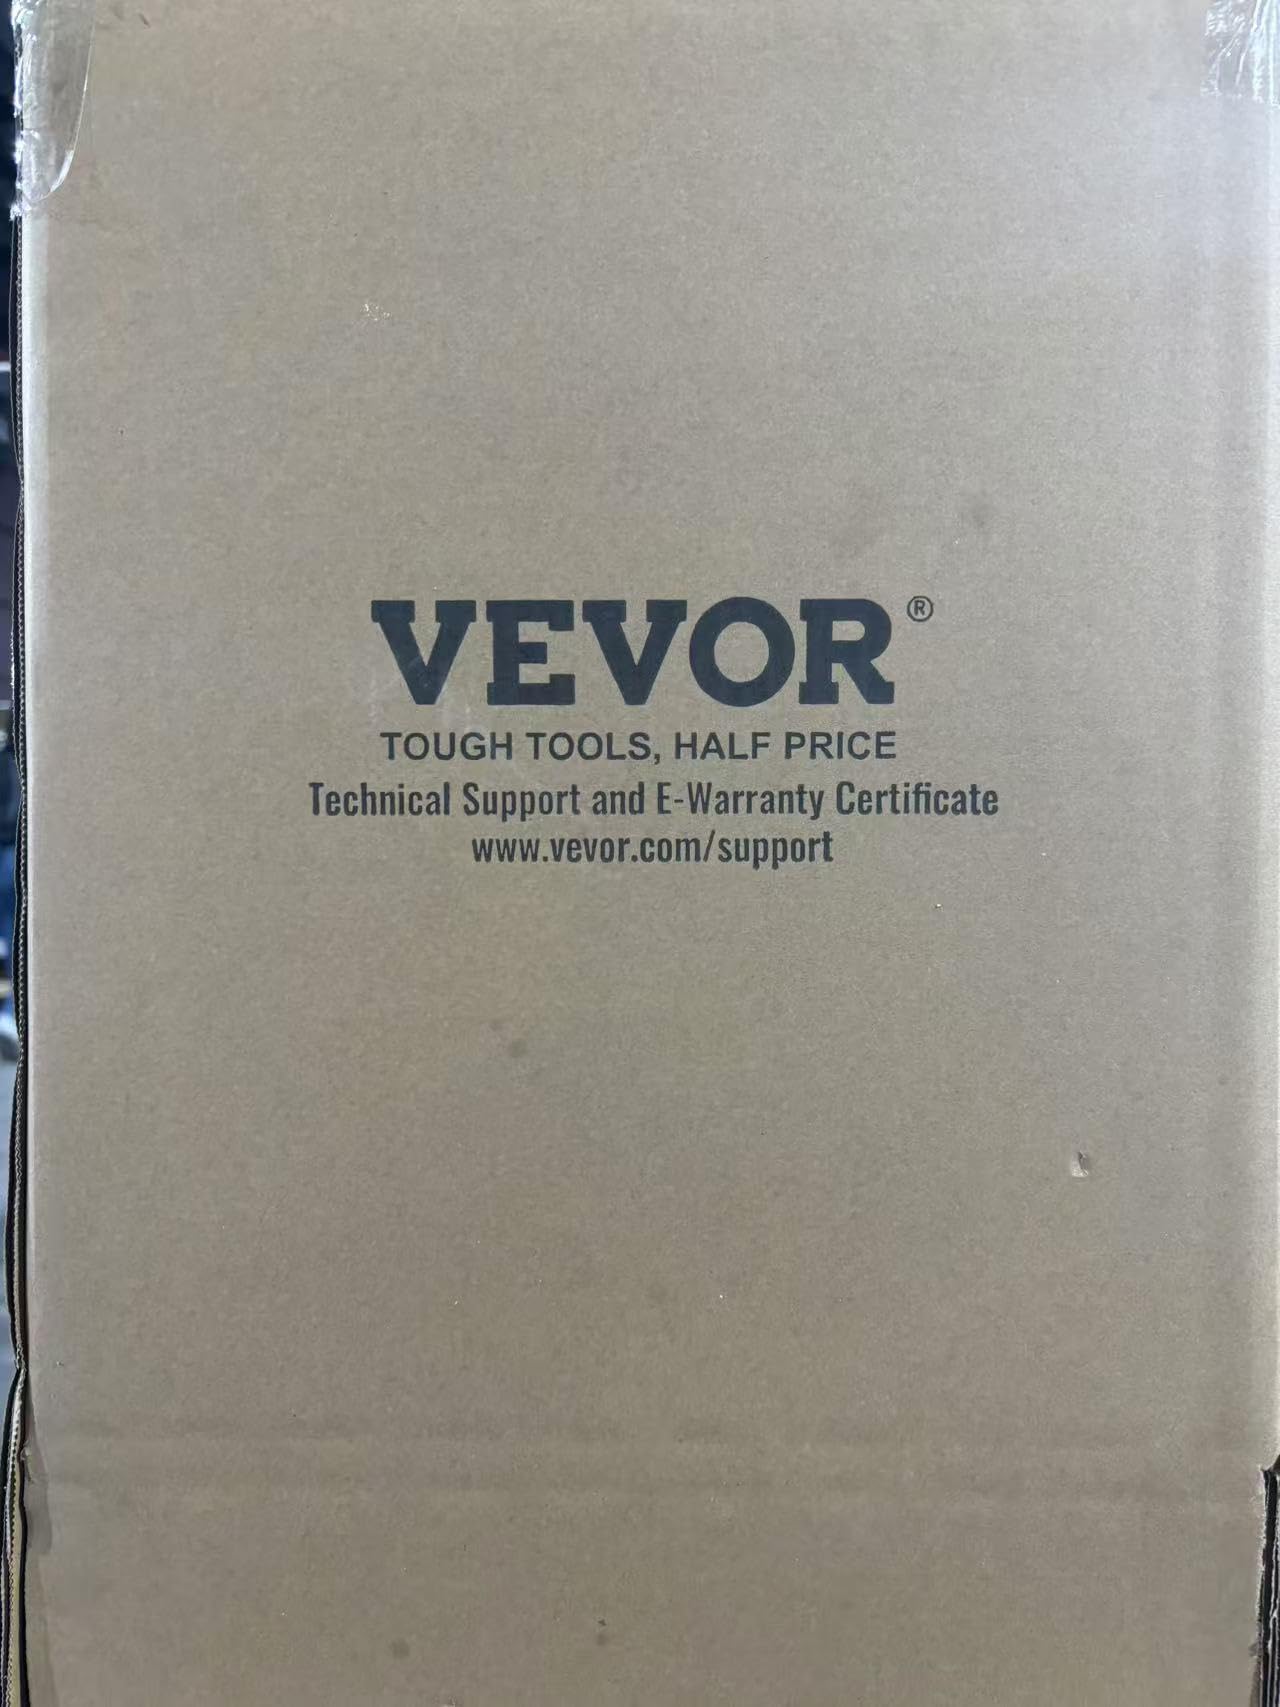 VEVOR®
TOUGH TOOLS, HALF PRICE
Technical Support and E-Warranty Certificate
www.vevor.com/support